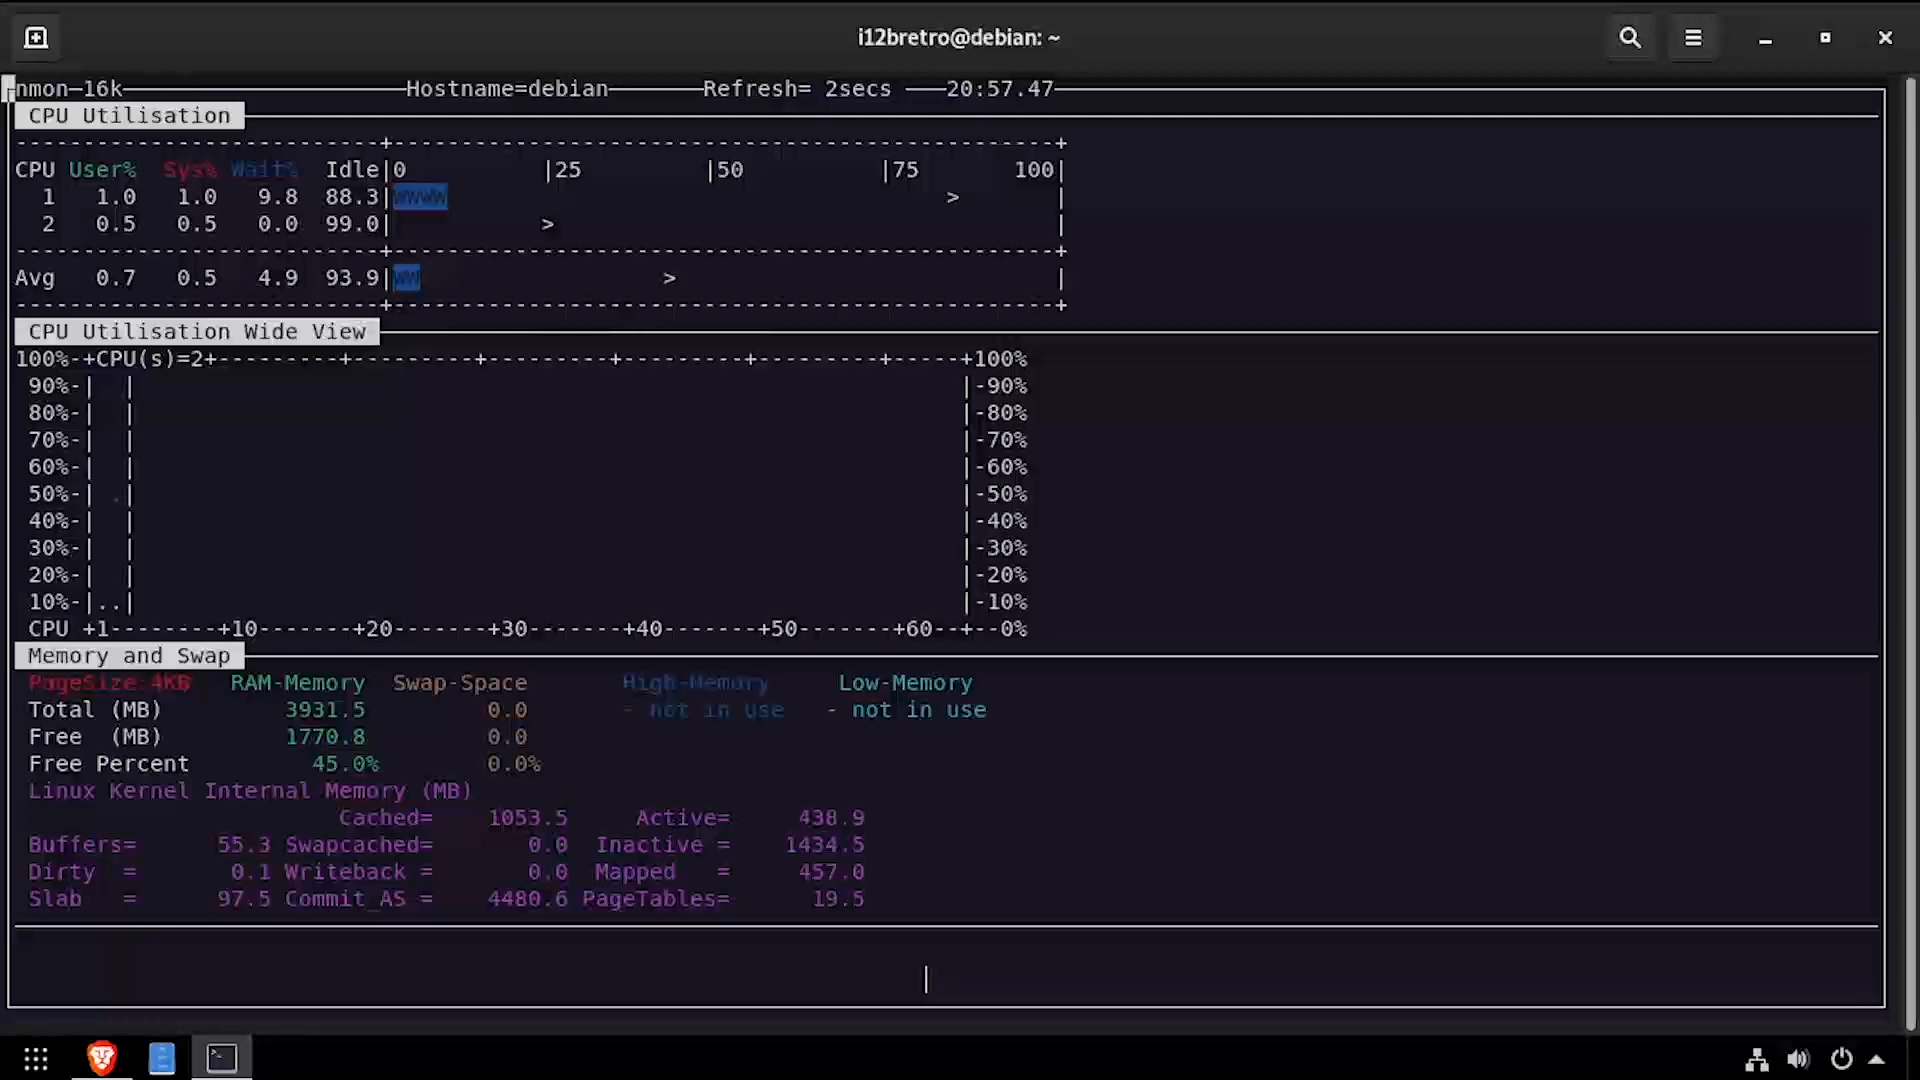 i12bretro@debian: ~
nmon─16k─Hostname=debian─Refresh= 2secs ─20:57.47─
CPU Utilisation
---------------------------+-------------------------------------------------+
CPU User% Sys% Wait% Idle|0 |25 |50 |75 100|
1 1.0 1.0 9.8 88.3|WWWW > |
2 0.5 0.5 0.0 99.0| > |
---------------------------+-------------------------------------------------+
Avg 0.7 0.5 4.9 93.9|WW > |
---------------------------+-------------------------------------------------+
CPU Utilisation Wide View
100%-+CPU(s)=2+---------+---------+---------+---------+---------+-----+100%
90%-| | |-90%
80%-| | |-80%
70%-| | |-70%
60%-| | |-60%
50%-| .| |-50%
40%-| | |-40%
30%-| | |-30%
20%-| | |-20%
10%-|..| |-10%
CPU +1--------+10-------+20-------+30-------+40-------+50-------+60--+--0%
Memory and Swap
PageSize:4KB RAM-Memory Swap-Space High-Memory Low-Memory
Total (MB) 3931.5 0.0 - not in use - not in use
Free (MB) 1770.8 0.0
Free Percent 45.0% 0.0%
Linux Kernel Internal Memory (MB)
Cached= 1053.5 Active= 438.9
Buffers= 55.3 Swapcached= 0.0 Inactive = 1434.5
Dirty = 0.1 Writeback = 0.0 Mapped = 457.0
Slab = 97.5 Commit_AS = 4480.6 PageTables= 19.5